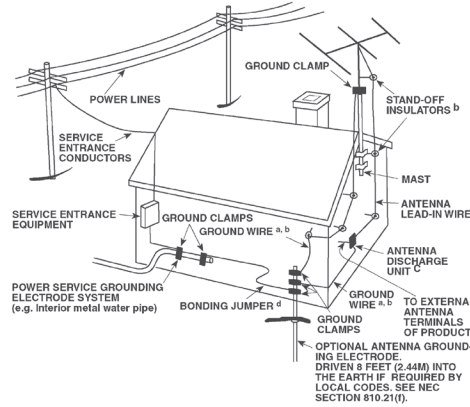 GROUND CLAMP
POWER LINES
STAND-OFF
INSULATORS b
SERVICE
ENTRANCE
CONDUCTORS
MAST
ANTENNA
LEAD-IN WIRE
SERVICE ENTRANCE
EQUIPMENT
GROUND CLAMPS
GROUND WIRE a, b
ANTENNA
DISCHARGE
UNIT C
POWER SERVICE GROUNDING
ELECTRODE SYSTEM
(e.g. Interior metal water pipe)
BONDING JUMPER d
GROUND
WIRE a, b
GROUND
CLAMPS
TO EXTERNA
ANTENNA
TERMINALS
OF PRODUCT
OPTIONAL ANTENNA GROUND-
ING ELECTRODE.
DRIVEN 8 FEET (2.44M) INTO
THE EARTH IF REQUIRED BY
LOCAL CODES. SEE NEC
SECTION 810.21(f).